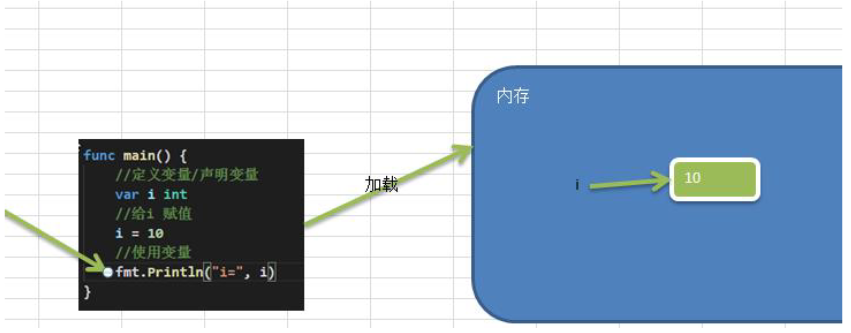 func main() {
//定义变量/声明变量
var i int
//给i 赋值
i = 10
//使用变量
fmt.Println("i=", i)
}
加载
内存
i
10